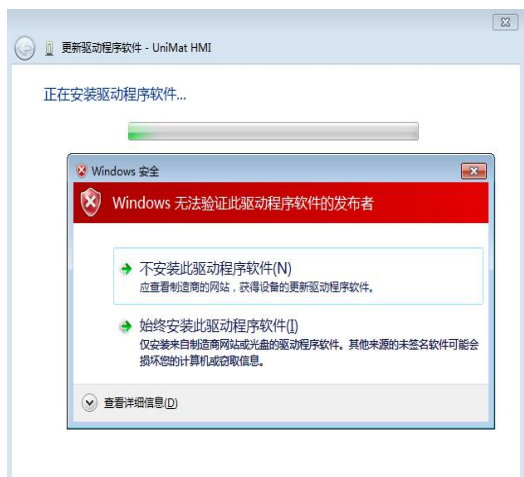 更新驱动程序软件 - UniMat HMI
正在安装驱动程序软件...
Windows 安全
Windows 无法验证此驱动程序软件的发布者
不安装此驱动程序软件(N)
应查看制造商的网站，获得设备的更新驱动程序软件。
始终安装此驱动程序软件(I)
仅安装来自制造商网站或光盘的驱动程序软件。其他来源的未签名软件可能会
损坏您的计算机或窃取信息。
查看详细信息(D)